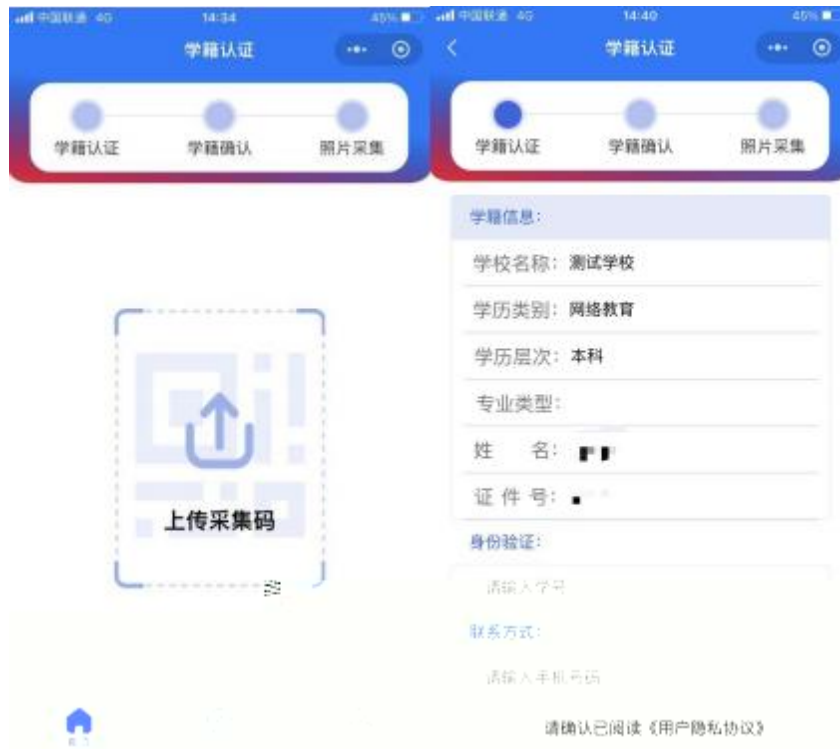 中国联通 4G 14:34 45%
学籍认证
学籍认证 学籍确认 照片采集
上传采集码
中国联通 4G 14:40 45%
学籍认证
学籍认证 学籍确认 照片采集
学籍信息：
学校名称：测试学校
学历类别：网络教育
学历层次：本科
专业类型：
姓 名：
证 件 号：
身份验证：
请输入学号
联系方式：
请输入手机号码
请确认已阅读《用户隐私协议》